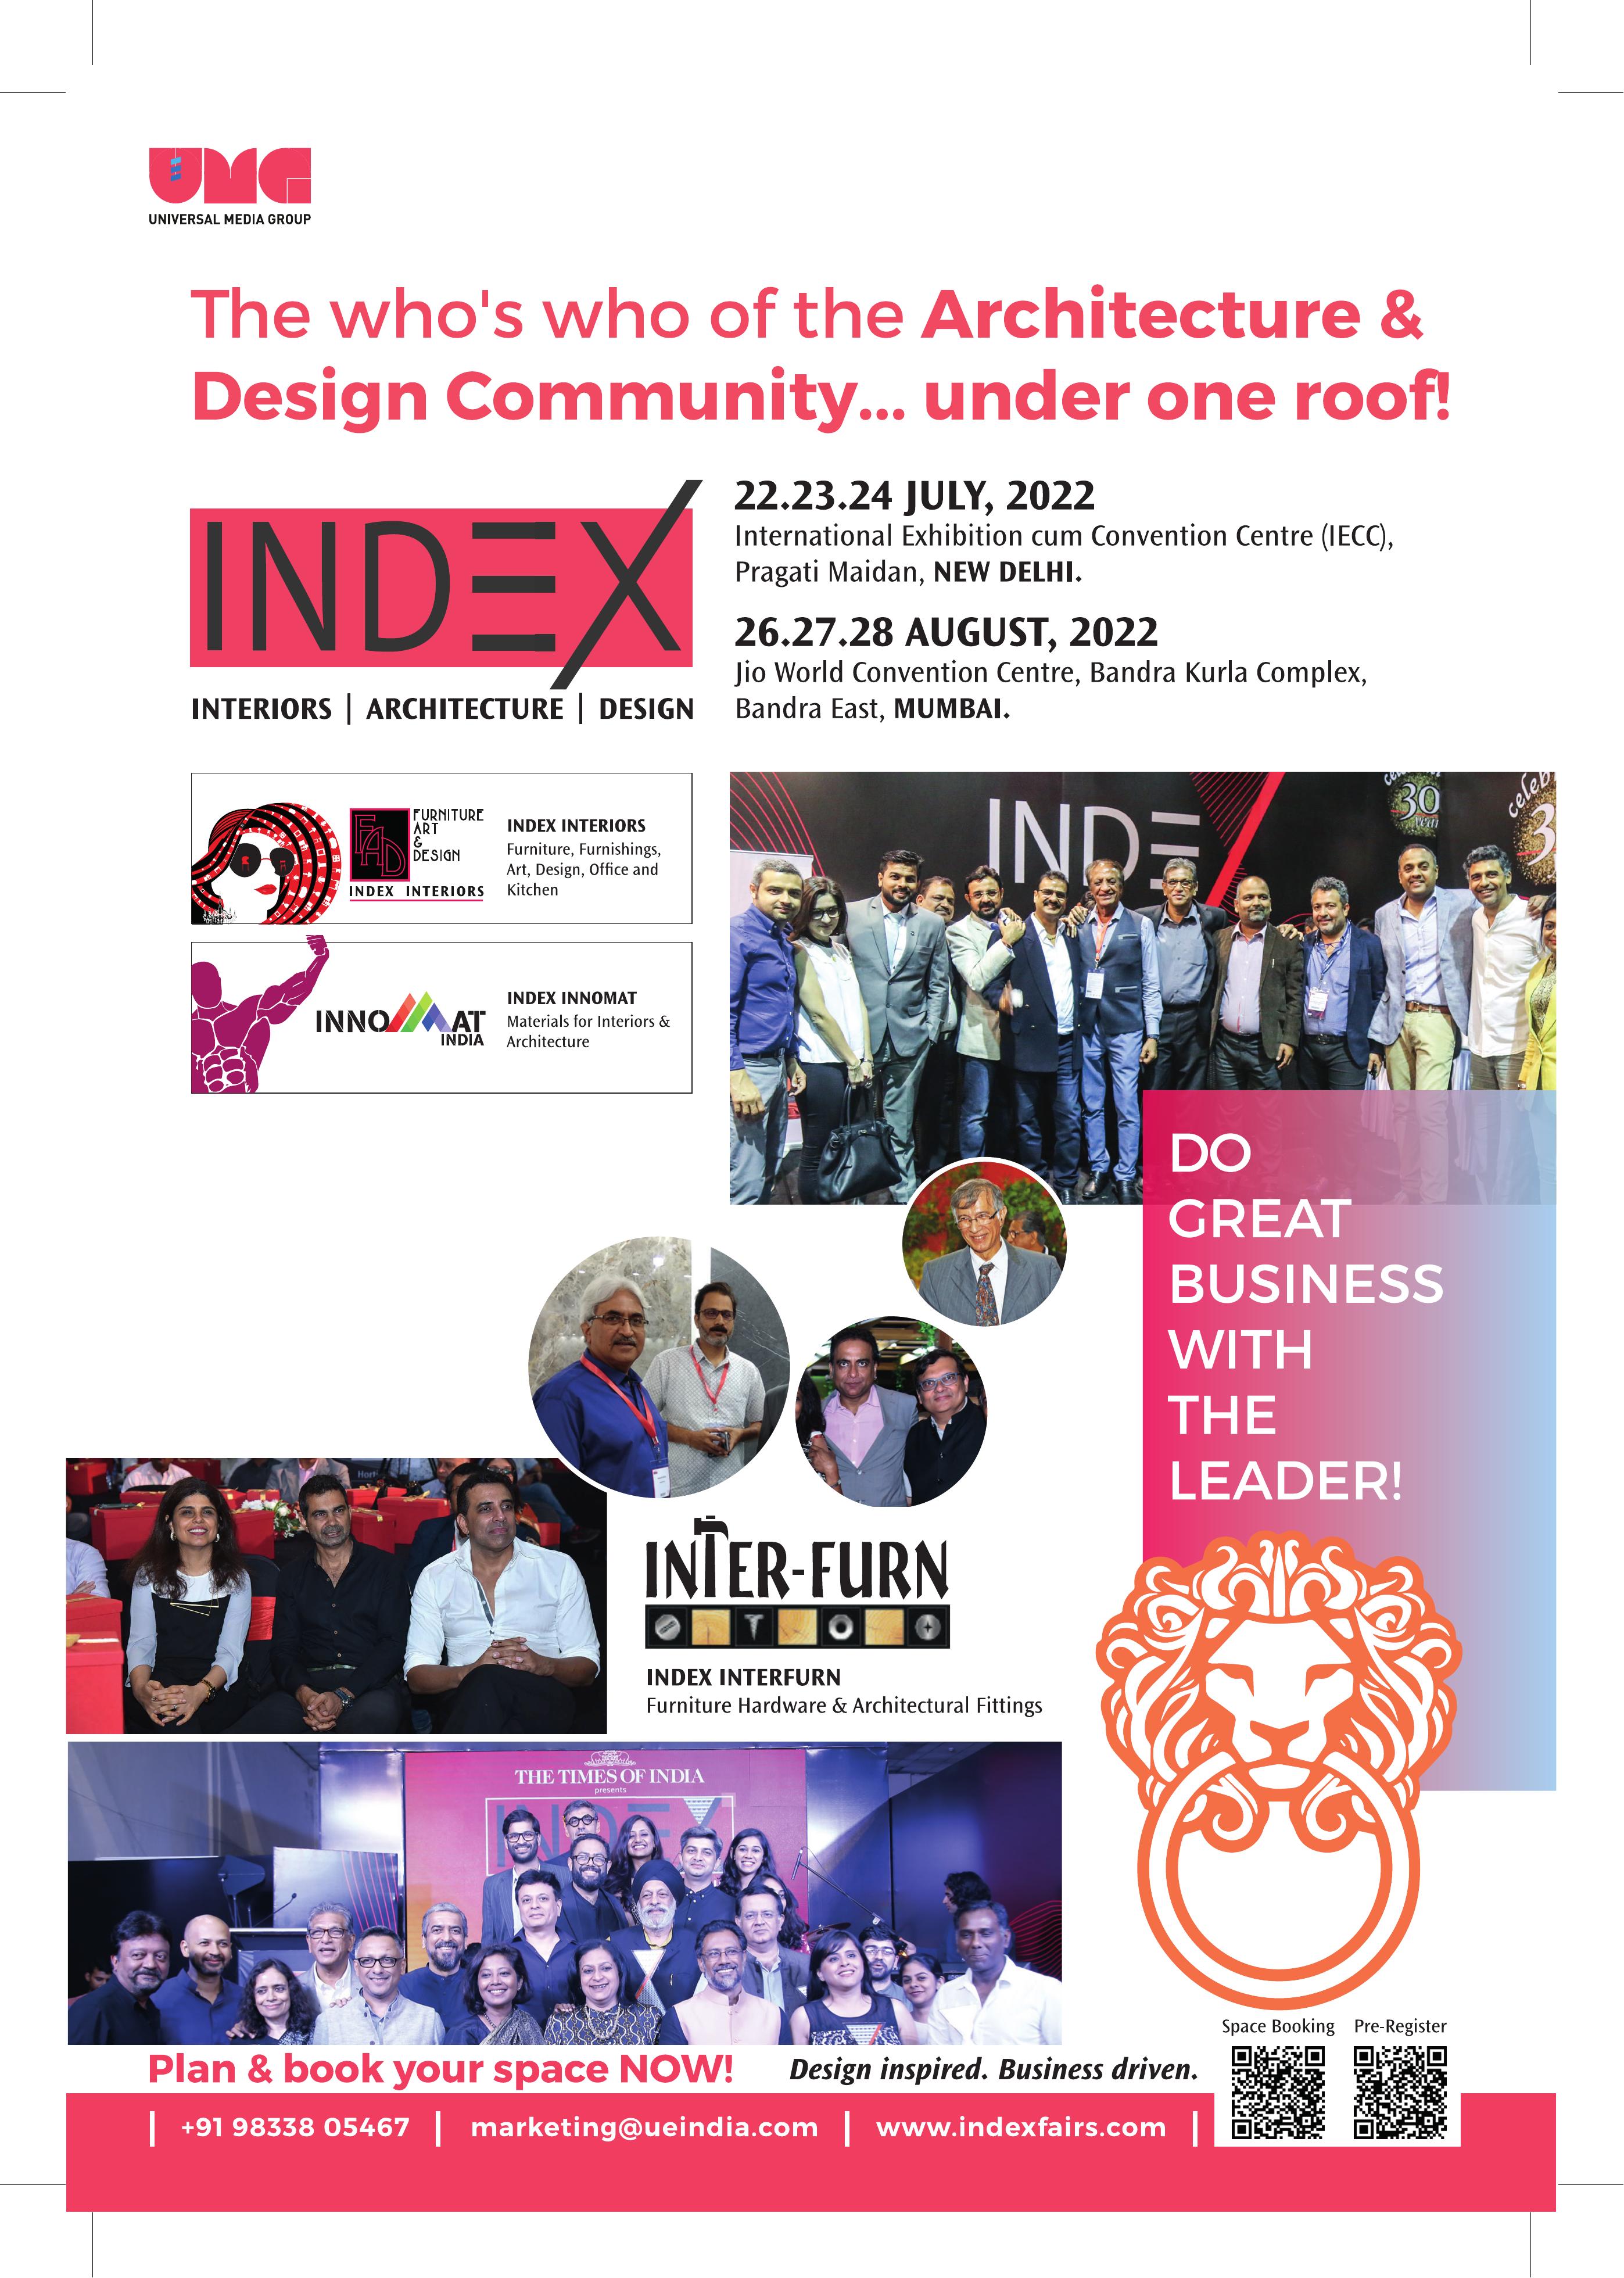 UMG
UNIVERSAL MEDIA GROUP
The who's who of the Architecture &
Design Community... under one roof!
INDEX
INTERIORS | ARCHITECTURE | DESIGN
22.23.24 JULY, 2022
International Exhibition cum Convention Centre (IECC),
Pragati Maidan, NEW DELHI.
26.27.28 AUGUST, 2022
Jio World Convention Centre, Bandra Kurla Complex,
Bandra East, MUMBAI.
FAD
FURNITURE
ART
&
DESIGN
INDEX INTERIORS
INDEX INTERIORS
Furniture, Furnishings,
Art, Design, Office and
Kitchen
INNOMAT
INDIA
INDEX INNOMAT
Materials for Interiors &
Architecture
INDE
30
DO
GREAT
BUSINESS
WITH
THE
LEADER!
INTER-FURN
INDEX INTERFURN
Furniture Hardware & Architectural Fittings
THE TIMES OF INDIA
presents
INDEX
Space Booking
Pre-Register
Plan & book your space NOW!
Design inspired. Business driven.
| +91 98338 05467 | marketing@ueindia.com | www.indexfairs.com |